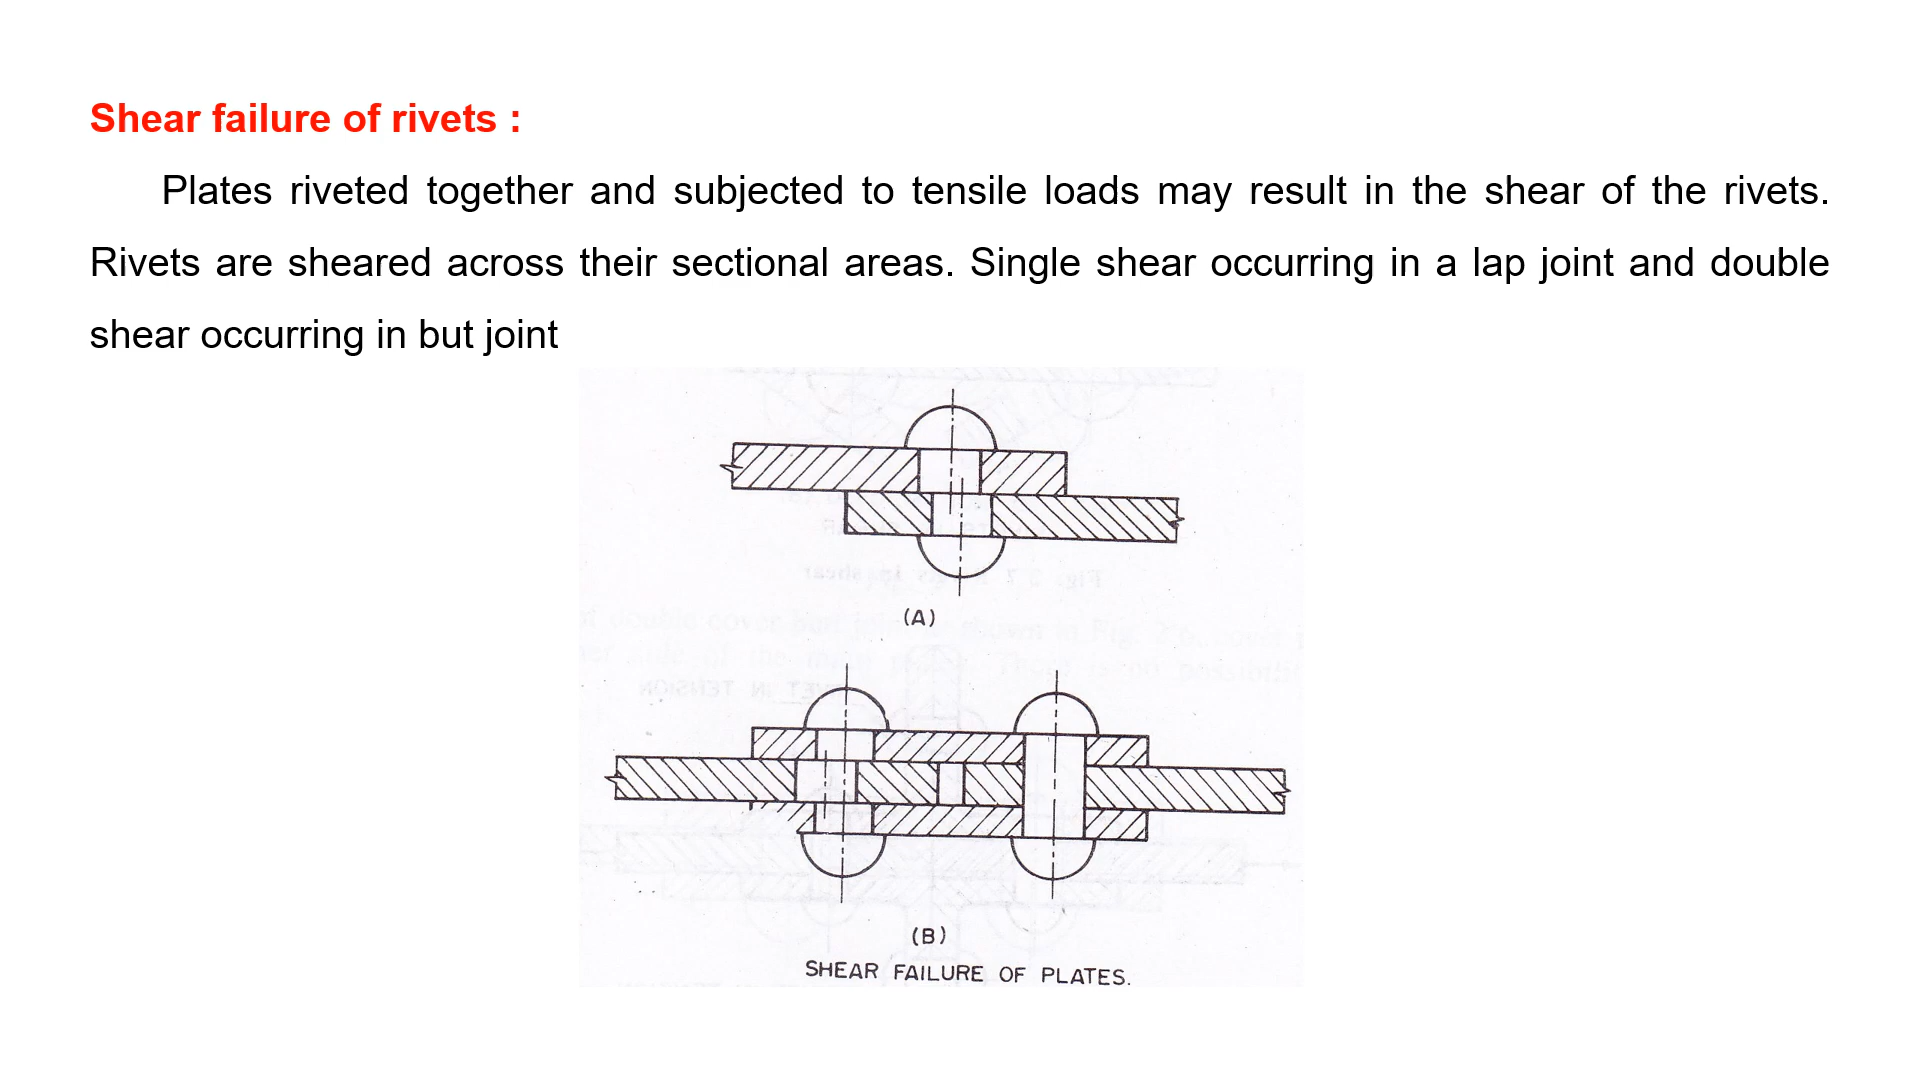 Shear failure of rivets :
Plates riveted together and subjected to tensile loads may result in the shear of the rivets.
Rivets are sheared across their sectional areas. Single shear occurring in a lap joint and double
shear occurring in but joint
(A)
(B)
SHEAR FAILURE OF PLATES.